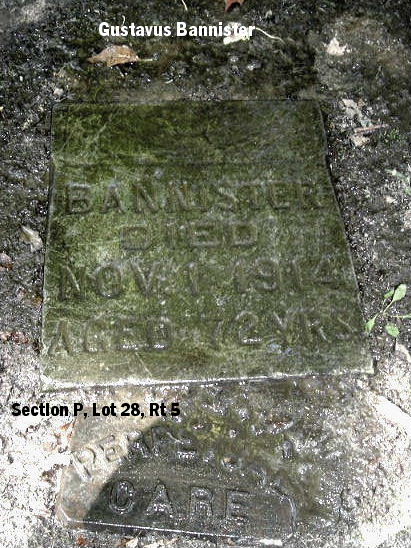 Gustavus Bannister
BANNISTER
DIED
NOV. 1 1914
AGED 72 YRS
Section P, Lot 28, Rt 5
CARE